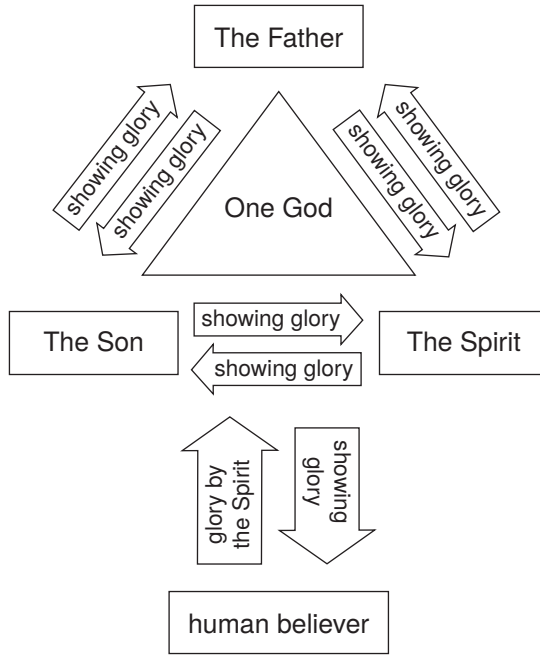 The Father
showing glory
showing glory
showing glory
showing glory
One God
The Son
showing glory
showing glory
The Spirit
glory by
the Spirit
showing
glory
human believer